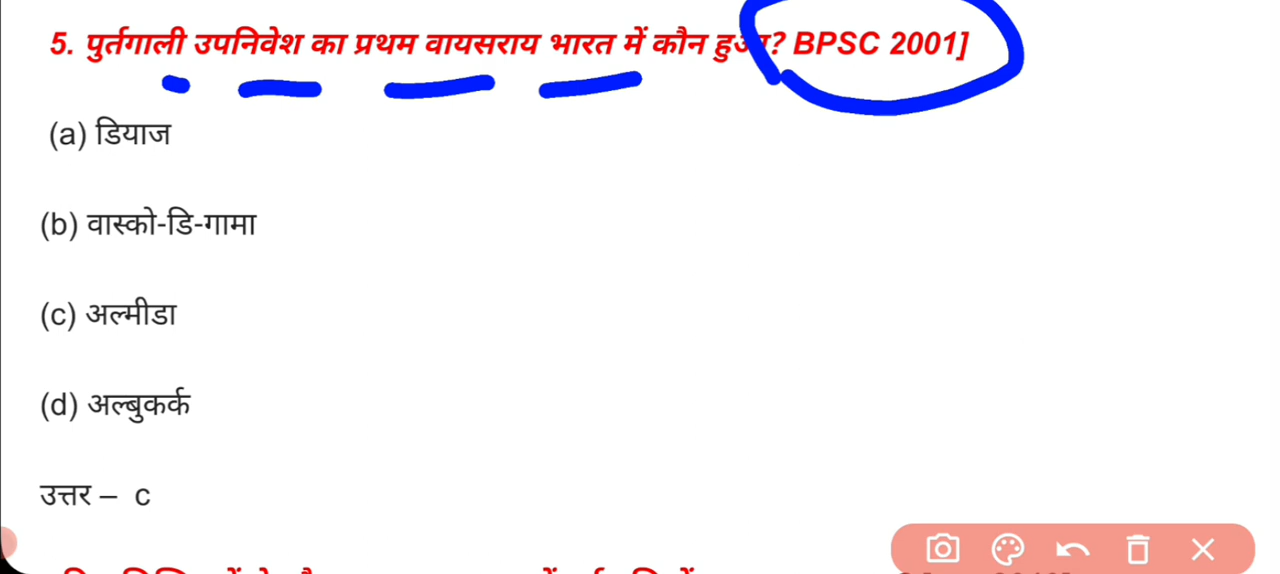 5. पुर्तगाली उपनिवेश का प्रथम वायसराय भारत में कौन हुआ? BPSC 2001]
(a) डियाज
(b) वास्को-डि-गामा
(c) अल्मीडा
(d) अल्बुकर्क
उत्तर – c